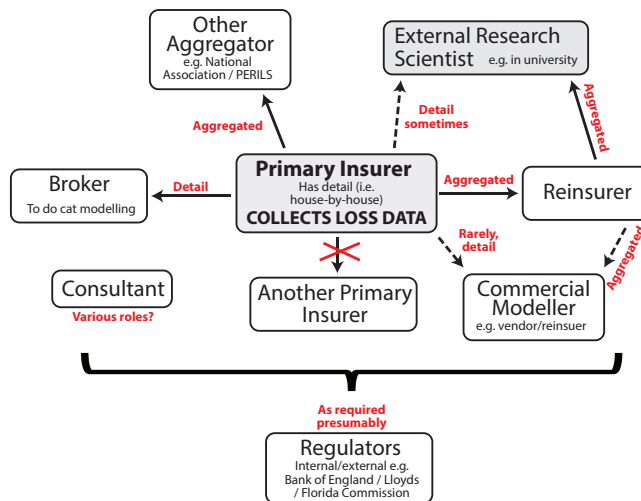 Other
Aggregator
e.g. National
Association / PERILS
External Research
Scientist e.g. in university
Aggregated
Detail
sometimes
Aggregated
Broker
To do cat modelling
Detail
Primary Insurer
Has detail (i.e.
house-by-house)
COLLECTS LOSS DATA
Aggregated
Reinsurer
Rarely,
detail
Aggregated
Consultant
Various roles?
Another Primary
Insurer
Commercial
Modeller
e.g. vendor/reinsuer
As required
presumably
Regulators
Internal/external e.g.
Bank of England / Lloyds
/ Florida Commission